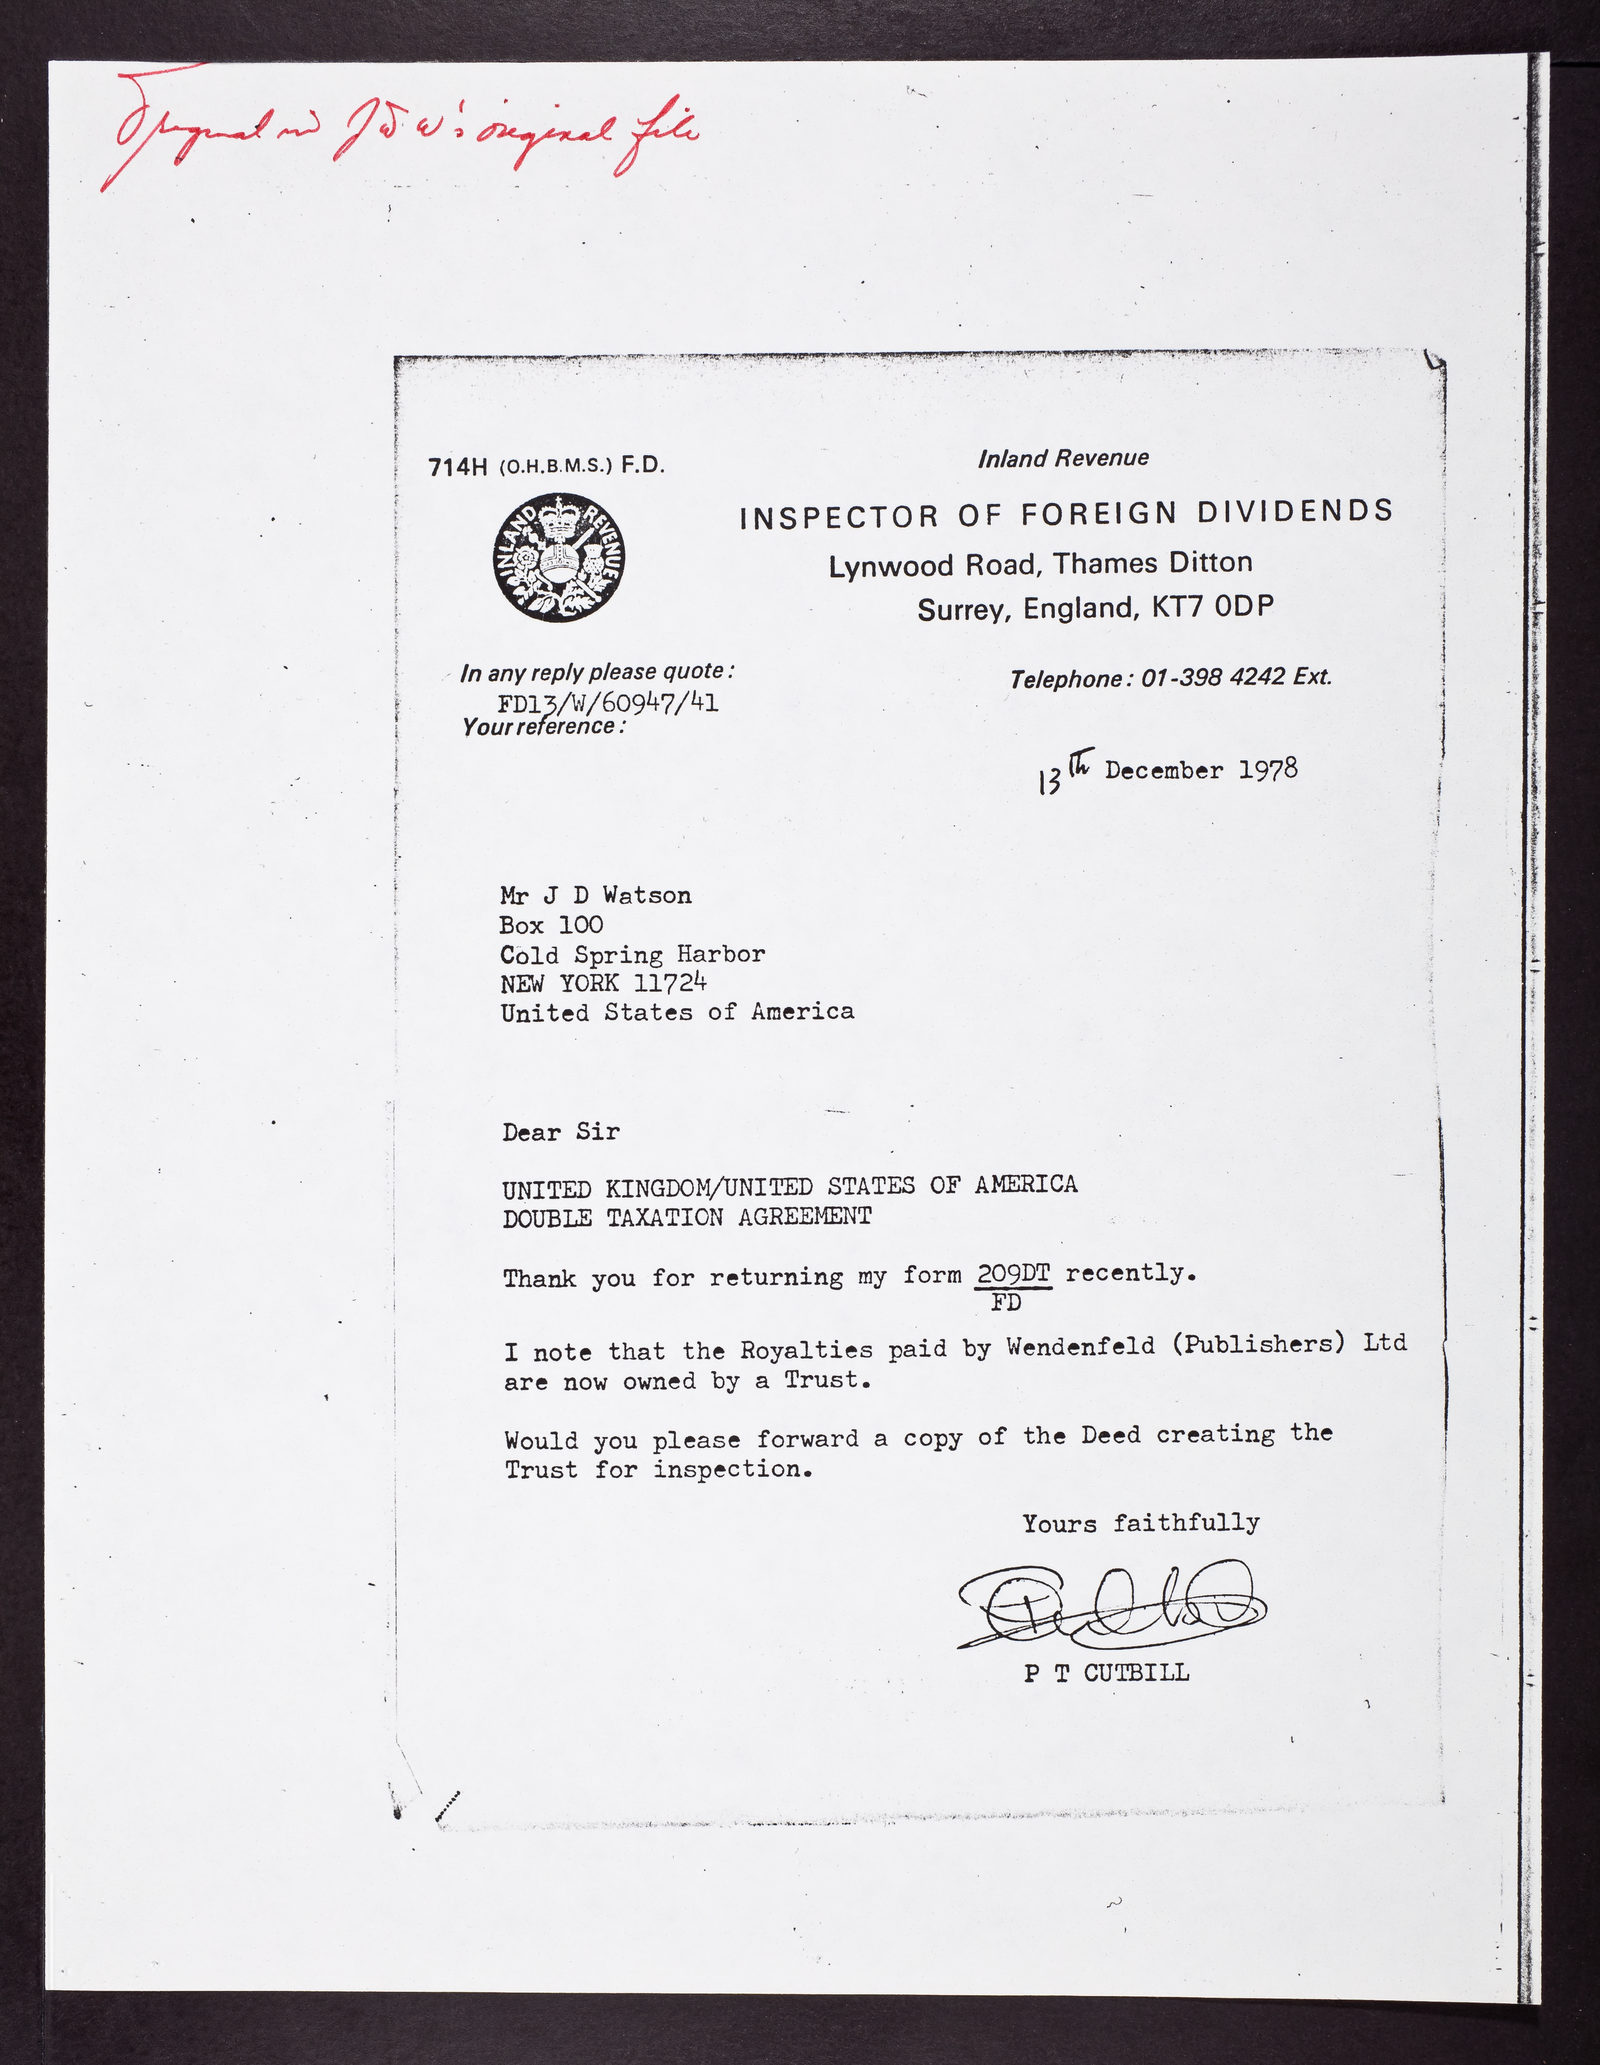 Original in JDW's original file
714H (O.H.B.M.S.) F.D.
INLAND REVENUE
Inland Revenue
INSPECTOR OF FOREIGN DIVIDENDS
Lynwood Road, Thames Ditton
Surrey, England, KT7 0DP
In any reply please quote:
FD13/W/60947/41
Your reference:
Telephone: 01-398 4242 Ext.
13th December 1978
Mr J D Watson
Box 100
Cold Spring Harbor
NEW YORK 11724
United States of America
Dear Sir
UNITED KINGDOM/UNITED STATES OF AMERICA
DOUBLE TAXATION AGREEMENT
Thank you for returning my form 209DT recently.
FD
I note that the Royalties paid by Wendenfeld (Publishers) Ltd
are now owned by a Trust.
Would you please forward a copy of the Deed creating the
Trust for inspection.
Yours faithfully
P T CUTBILL